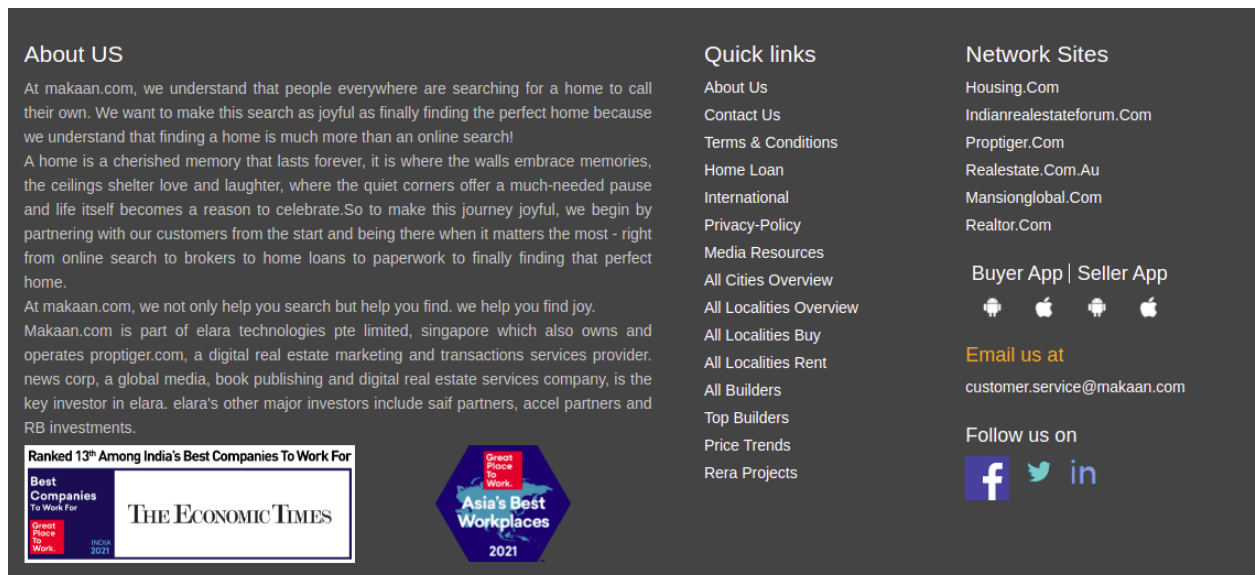 About US
At makaan.com, we understand that people everywhere are searching for a home to call
their own. We want to make this search as joyful as finally finding the perfect home because
we understand that finding a home is much more than an online search!
A home is a cherished memory that lasts forever, it is where the walls embrace memories,
the ceilings shelter love and laughter, where the quiet corners offer a much-needed pause
and life itself becomes a reason to celebrate.So to make this journey joyful, we begin by
partnering with our customers from the start and being there when it matters the most - right
from online search to brokers to home loans to paperwork to finally finding that perfect
home.
At makaan.com, we not only help you search but help you find. we help you find joy.
Makaan.com is part of elara technologies pte limited, singapore which also owns and
operates proptiger.com, a digital real estate marketing and transactions services provider.
news corp, a global media, book publishing and digital real estate services company, is the
key investor in elara. elara's other major investors include saif partners, accel partners and
RB investments.
Ranked 13th Among India's Best Companies To Work For
Best
Companies
To Work For
Great
Place
To
Work.
INDIA
2021
THE ECONOMIC TIMES
Great
Place
To
Work.
Asia's Best
Workplaces
2021
Quick links
About Us
Contact Us
Terms & Conditions
Home Loan
International
Privacy-Policy
Media Resources
All Cities Overview
All Localities Overview
All Localities Buy
All Localities Rent
All Builders
Top Builders
Price Trends
Rera Projects
Network Sites
Housing.Com
Indianrealestateforum.Com
Proptiger.Com
Realestate.Com.Au
Mansionglobal.Com
Realtor.Com
Buyer App | Seller App
Email us at
customer.service@makaan.com
Follow us on
f in